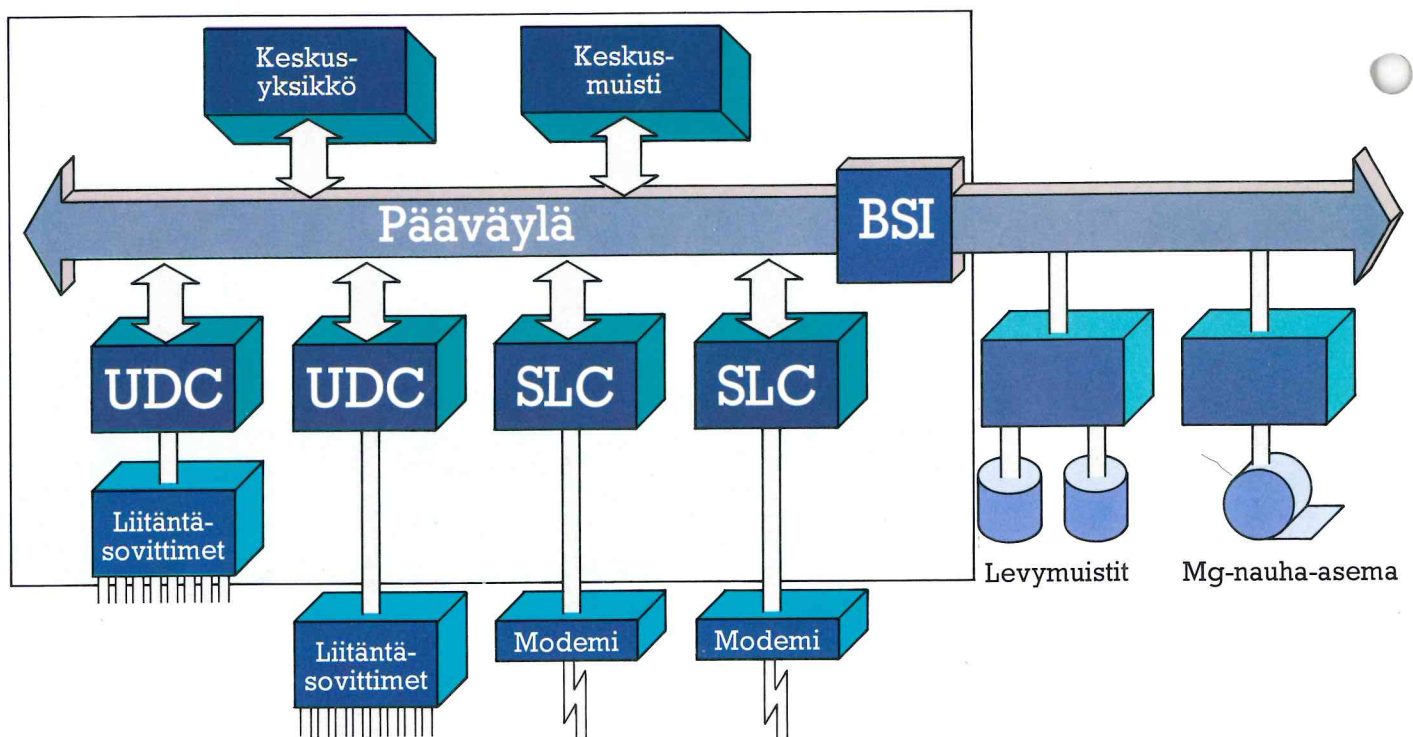 Keskus-
yksikkö
Keskus-
muisti
Pääväylä
BSI
UDC
UDC
SLC
SLC
Liitäntä-
sovittimet
Levymuistit
Mg-nauha-asema
Liitäntä-
sovittimet
Modemi
Modemi